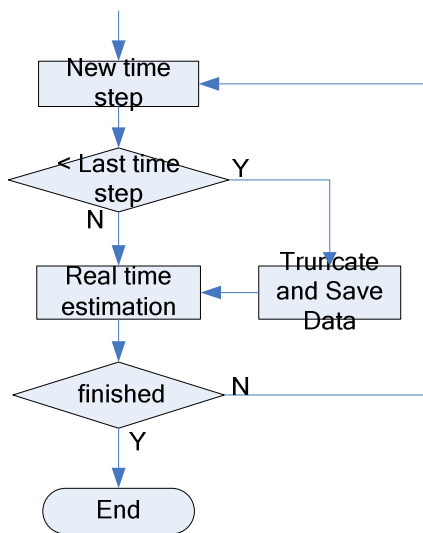 New time
step
< Last time
step
Y
N
Real time
estimation
Truncate
and Save
Data
finished
N
Y
End